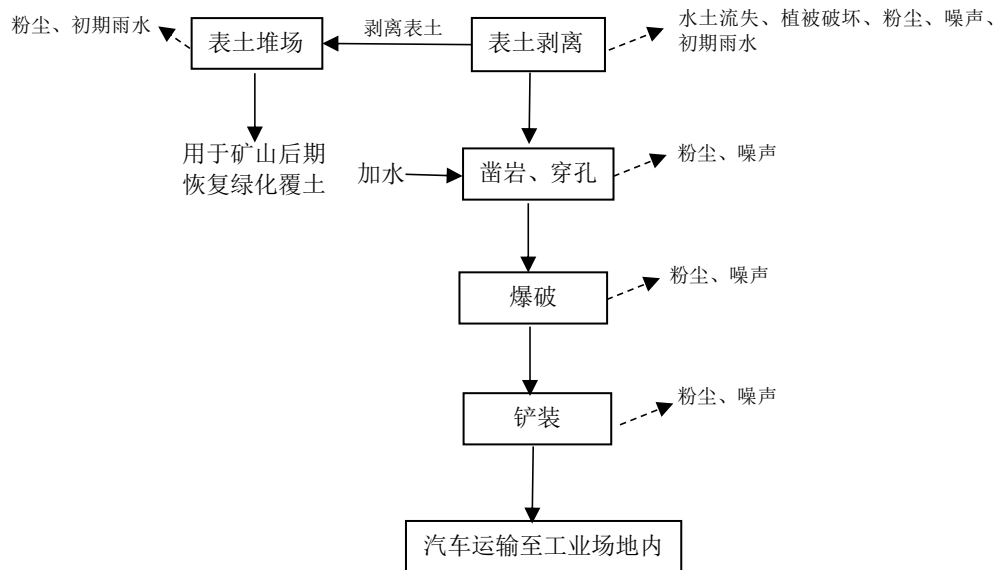 粉尘、初期雨水
表土堆场
剥离表土
表土剥离
水土流失、植被破坏、粉尘、噪声、
初期雨水
用于矿山后期
恢复绿化覆土
加水
凿岩、穿孔
粉尘、噪声
爆破
粉尘、噪声
铲装
粉尘、噪声
汽车运输至工业场地内